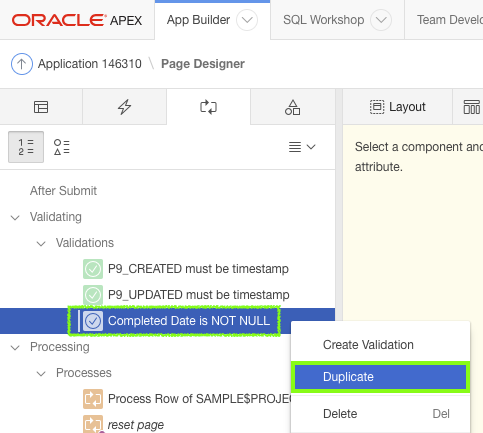 ORACLE APEX App Builder SQL Workshop Team Develo
Application 146310 \ Page Designer
Layout
1 =
2 =
Select a component and
attribute.
After Submit
Validating
Validations
P9_CREATED must be timestamp
P9_UPDATED must be timestamp
Completed Date is NOT NULL
Processing
Processes
Process Row of SAMPLE$PROJEC
reset page
Create Validation
Duplicate
Delete Del